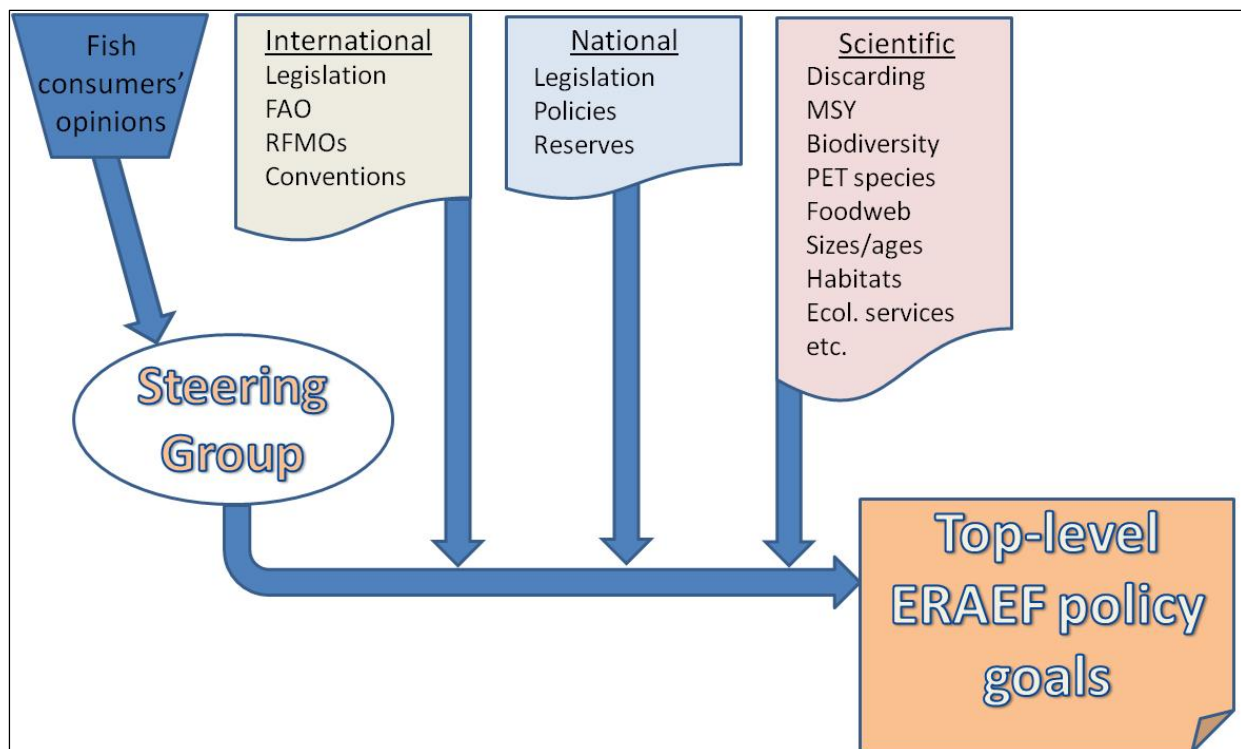 Fish
consumers’
opinions
International
Legislation
FAO
RFMOs
Conventions
National
Legislation
Policies
Reserves
Scientific
Discarding
MSY
Biodiversity
PET species
Foodweb
Sizes/ages
Habitats
Ecol. services
etc.
Steering
Group
Top-level
ERAEF policy
goals